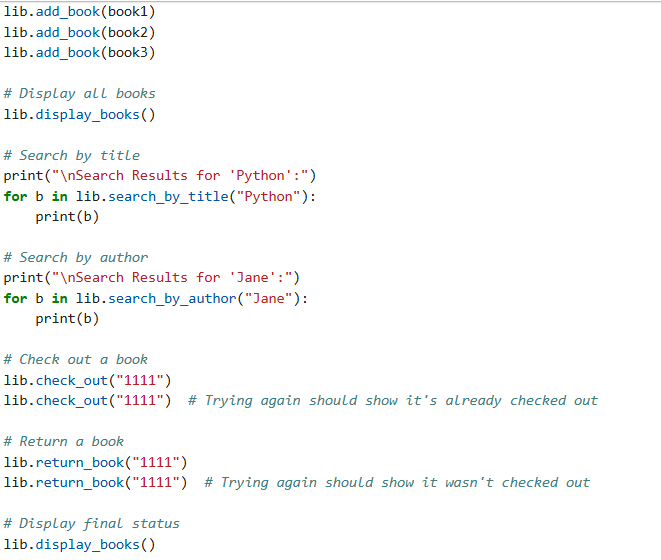 lib.add_book(book1)
lib.add_book(book2)
lib.add_book(book3)

# Display all books
lib.display_books()

# Search by title
print("\nSearch Results for 'Python':")
for b in lib.search_by_title("Python"):
    print(b)

# Search by author
print("\nSearch Results for 'Jane':")
for b in lib.search_by_author("Jane"):
    print(b)

# Check out a book
lib.check_out("1111")
lib.check_out("1111")  # Trying again should show it's already checked out

# Return a book
lib.return_book("1111")
lib.return_book("1111")  # Trying again should show it wasn't checked out

# Display final status
lib.display_books()